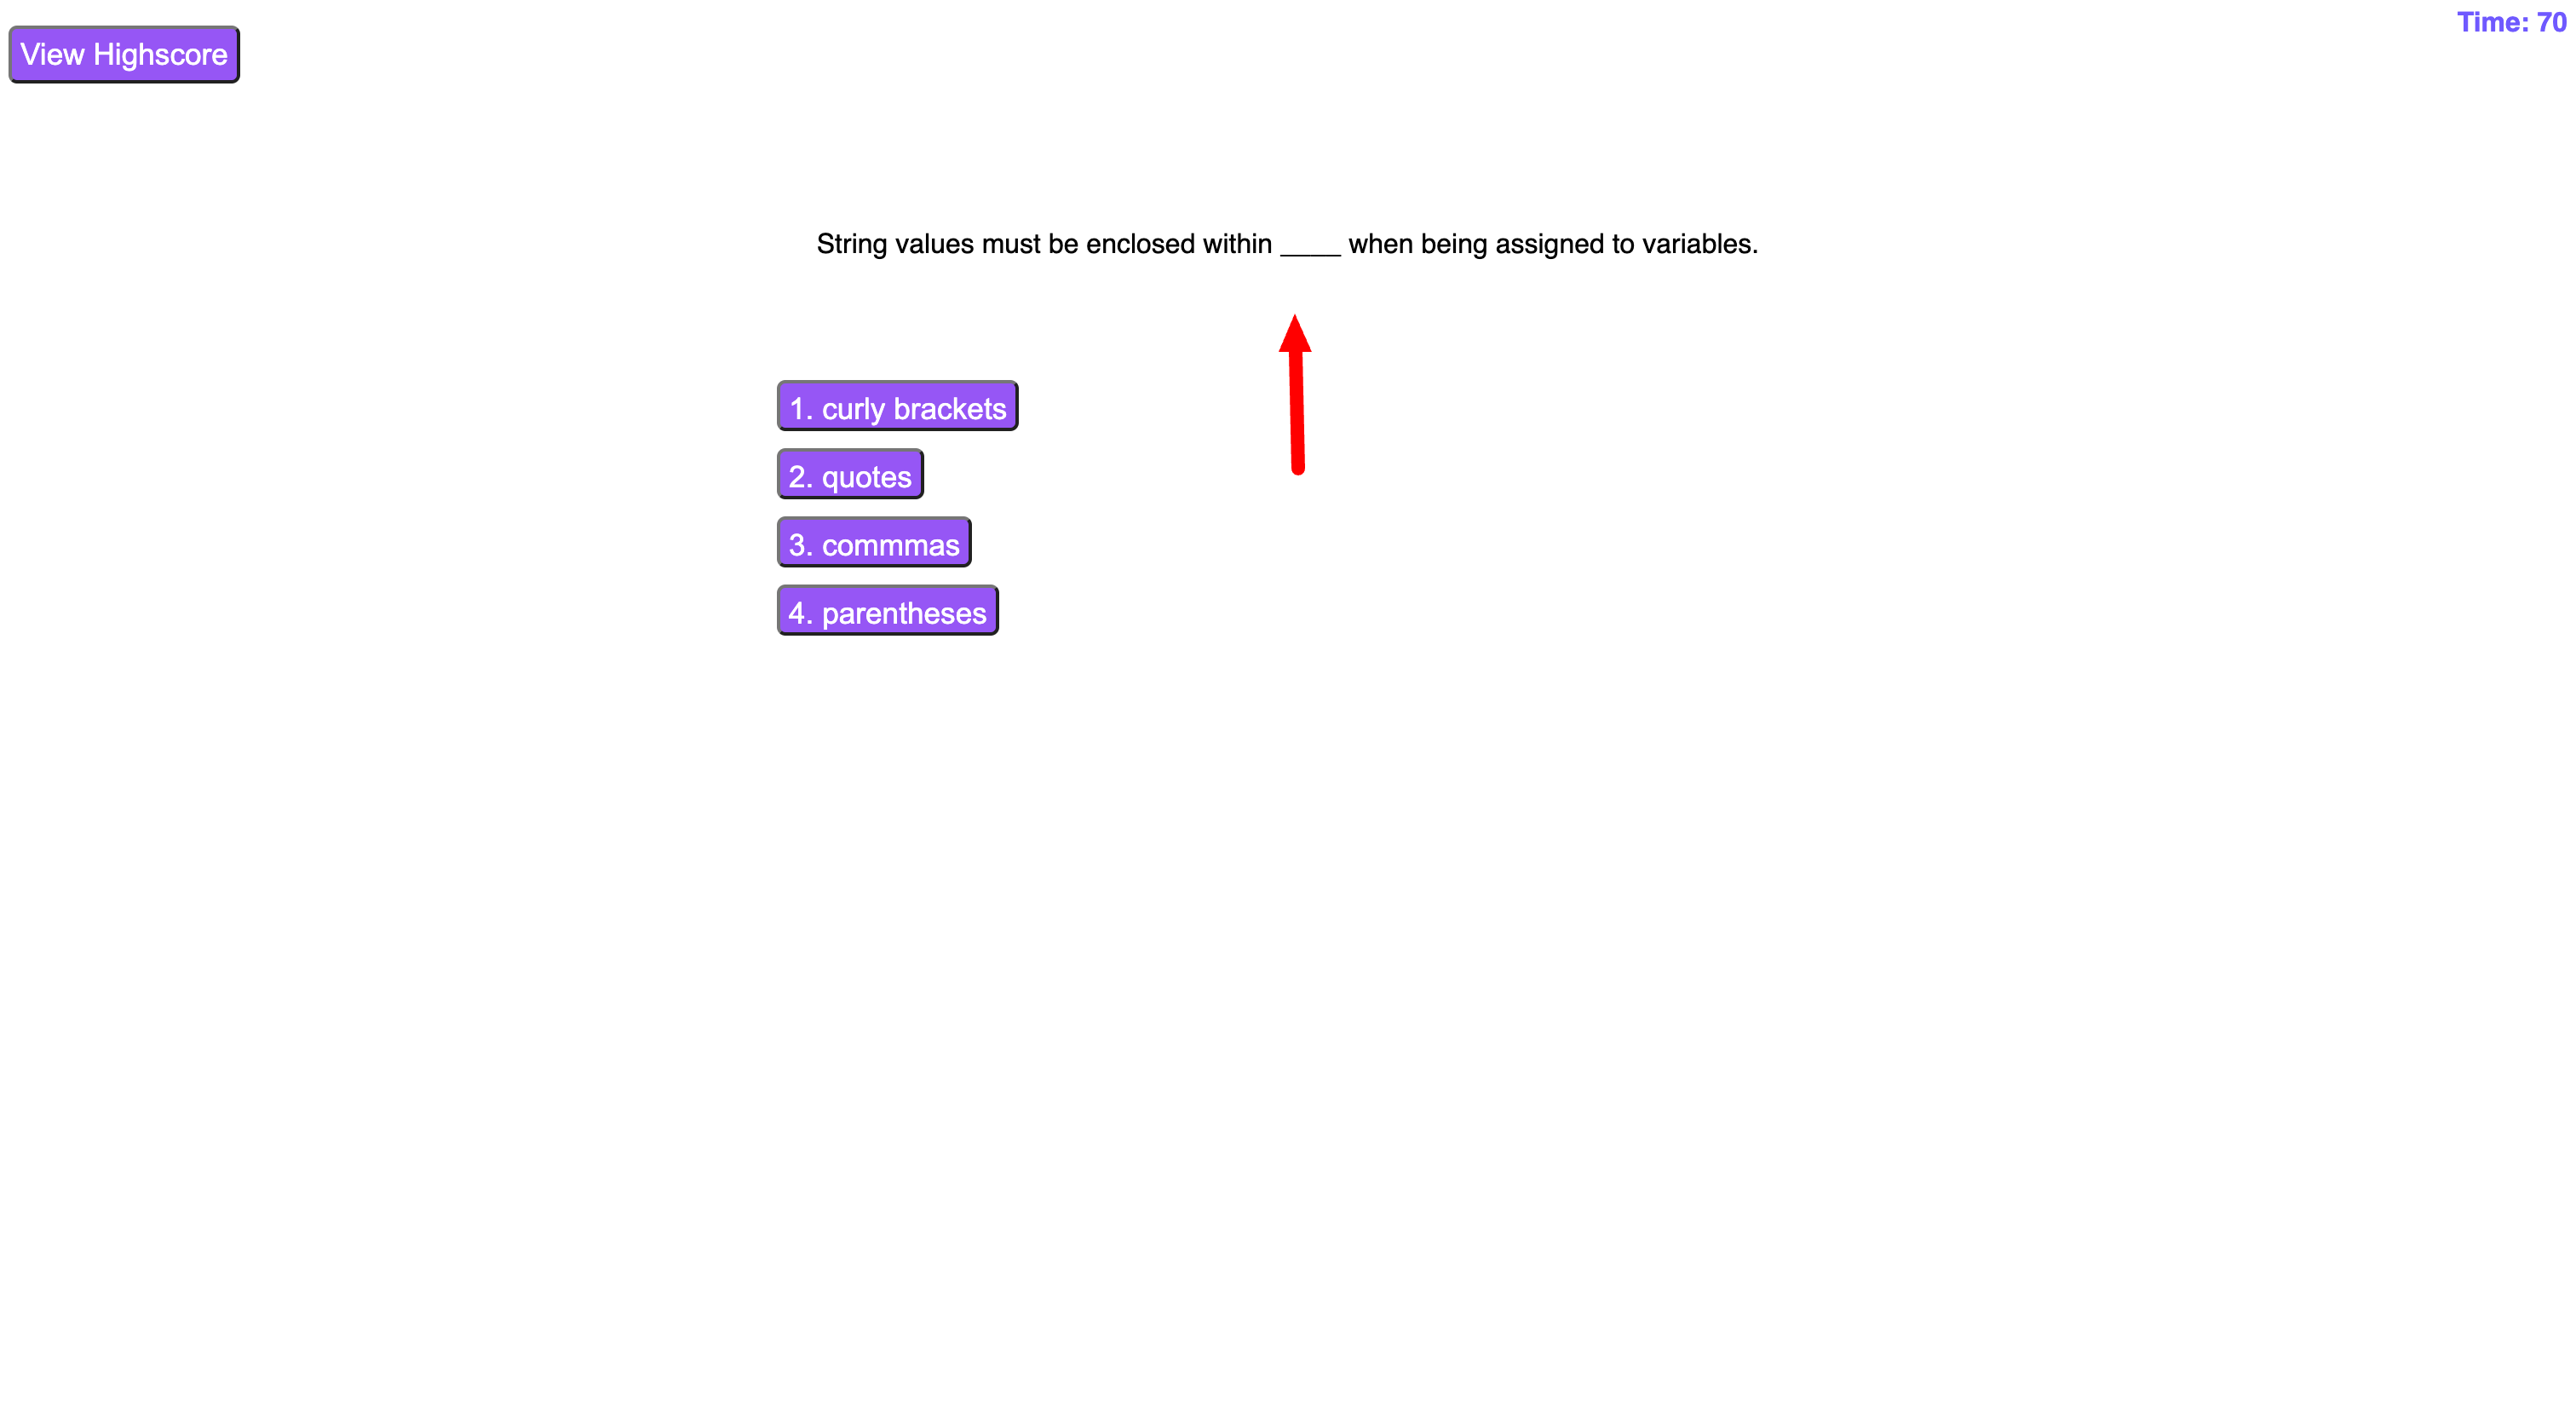 Time: 70
View Highscore
String values must be enclosed within ____ when being assigned to variables.
1. curly brackets
2. quotes
3. commmas
4. parentheses